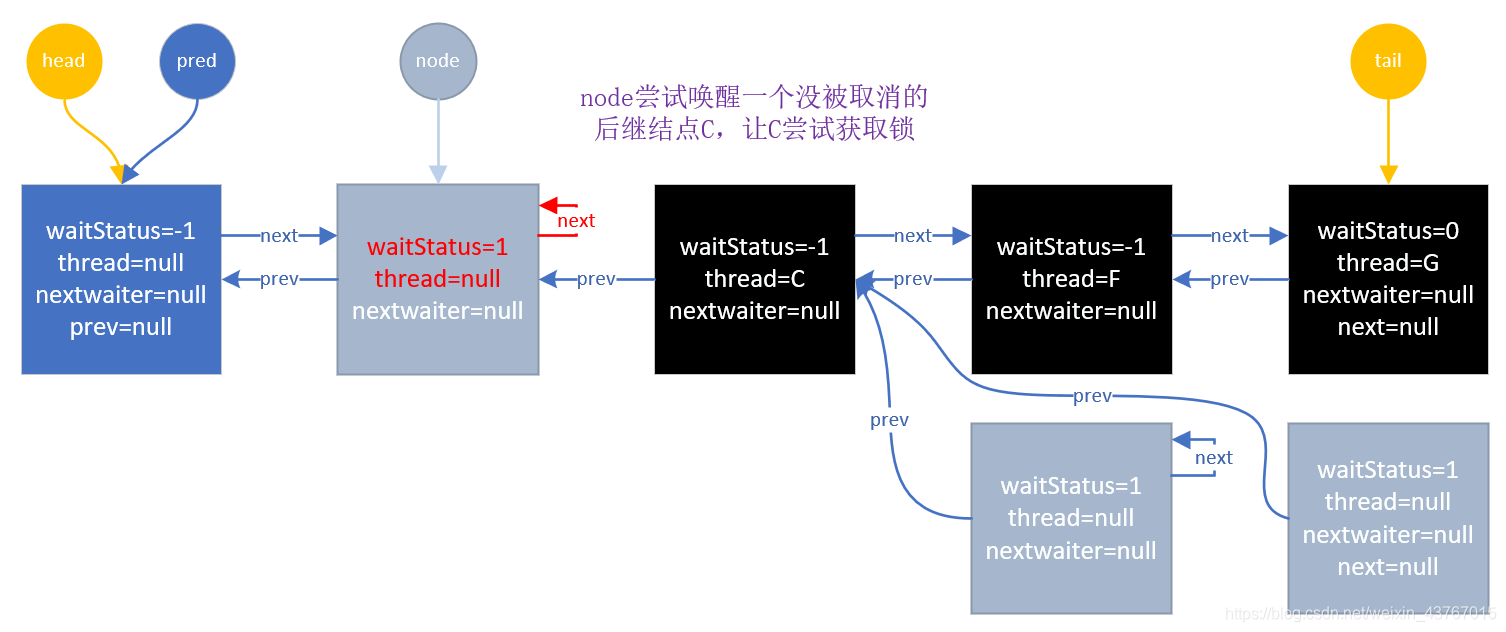 head
pred
node
tail
node尝试唤醒一个没被取消的
后继结点C，让C尝试获取锁
waitStatus=-1
thread=null
nextwaiter=null
prev=null
next
prev
waitStatus=1
thread=null
nextwaiter=null
next
prev
waitStatus=-1
thread=C
nextwaiter=null
next
prev
waitStatus=-1
thread=F
nextwaiter=null
next
prev
waitStatus=0
thread=G
nextwaiter=null
next=null
prev
prev
waitStatus=1
thread=null
nextwaiter=null
next
waitStatus=1
thread=null
nextwaiter=null
next=null
https://blog.csdn.net/weixin_43767015